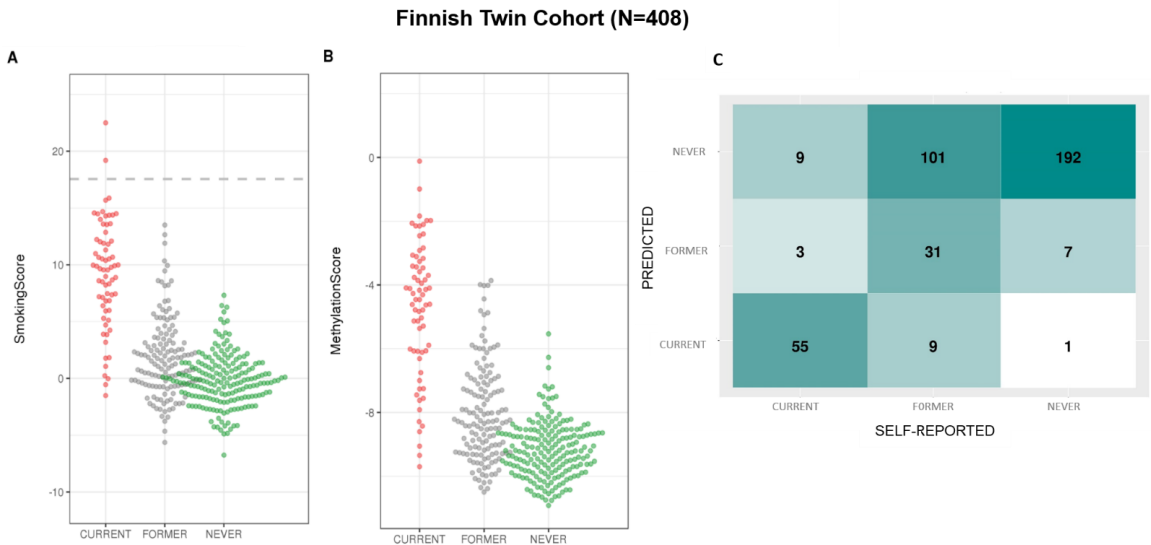 Finnish Twin Cohort (N=408)
A
SmokingScore
20
10
0
-10
CURRENT FORMER NEVER
B
MethylationScore
0
-4
-8
CURRENT FORMER NEVER
C
PREDICTED
NEVER 9 101 192
FORMER 3 31 7
CURRENT 55 9 1
CURRENT FORMER NEVER
SELF-REPORTED